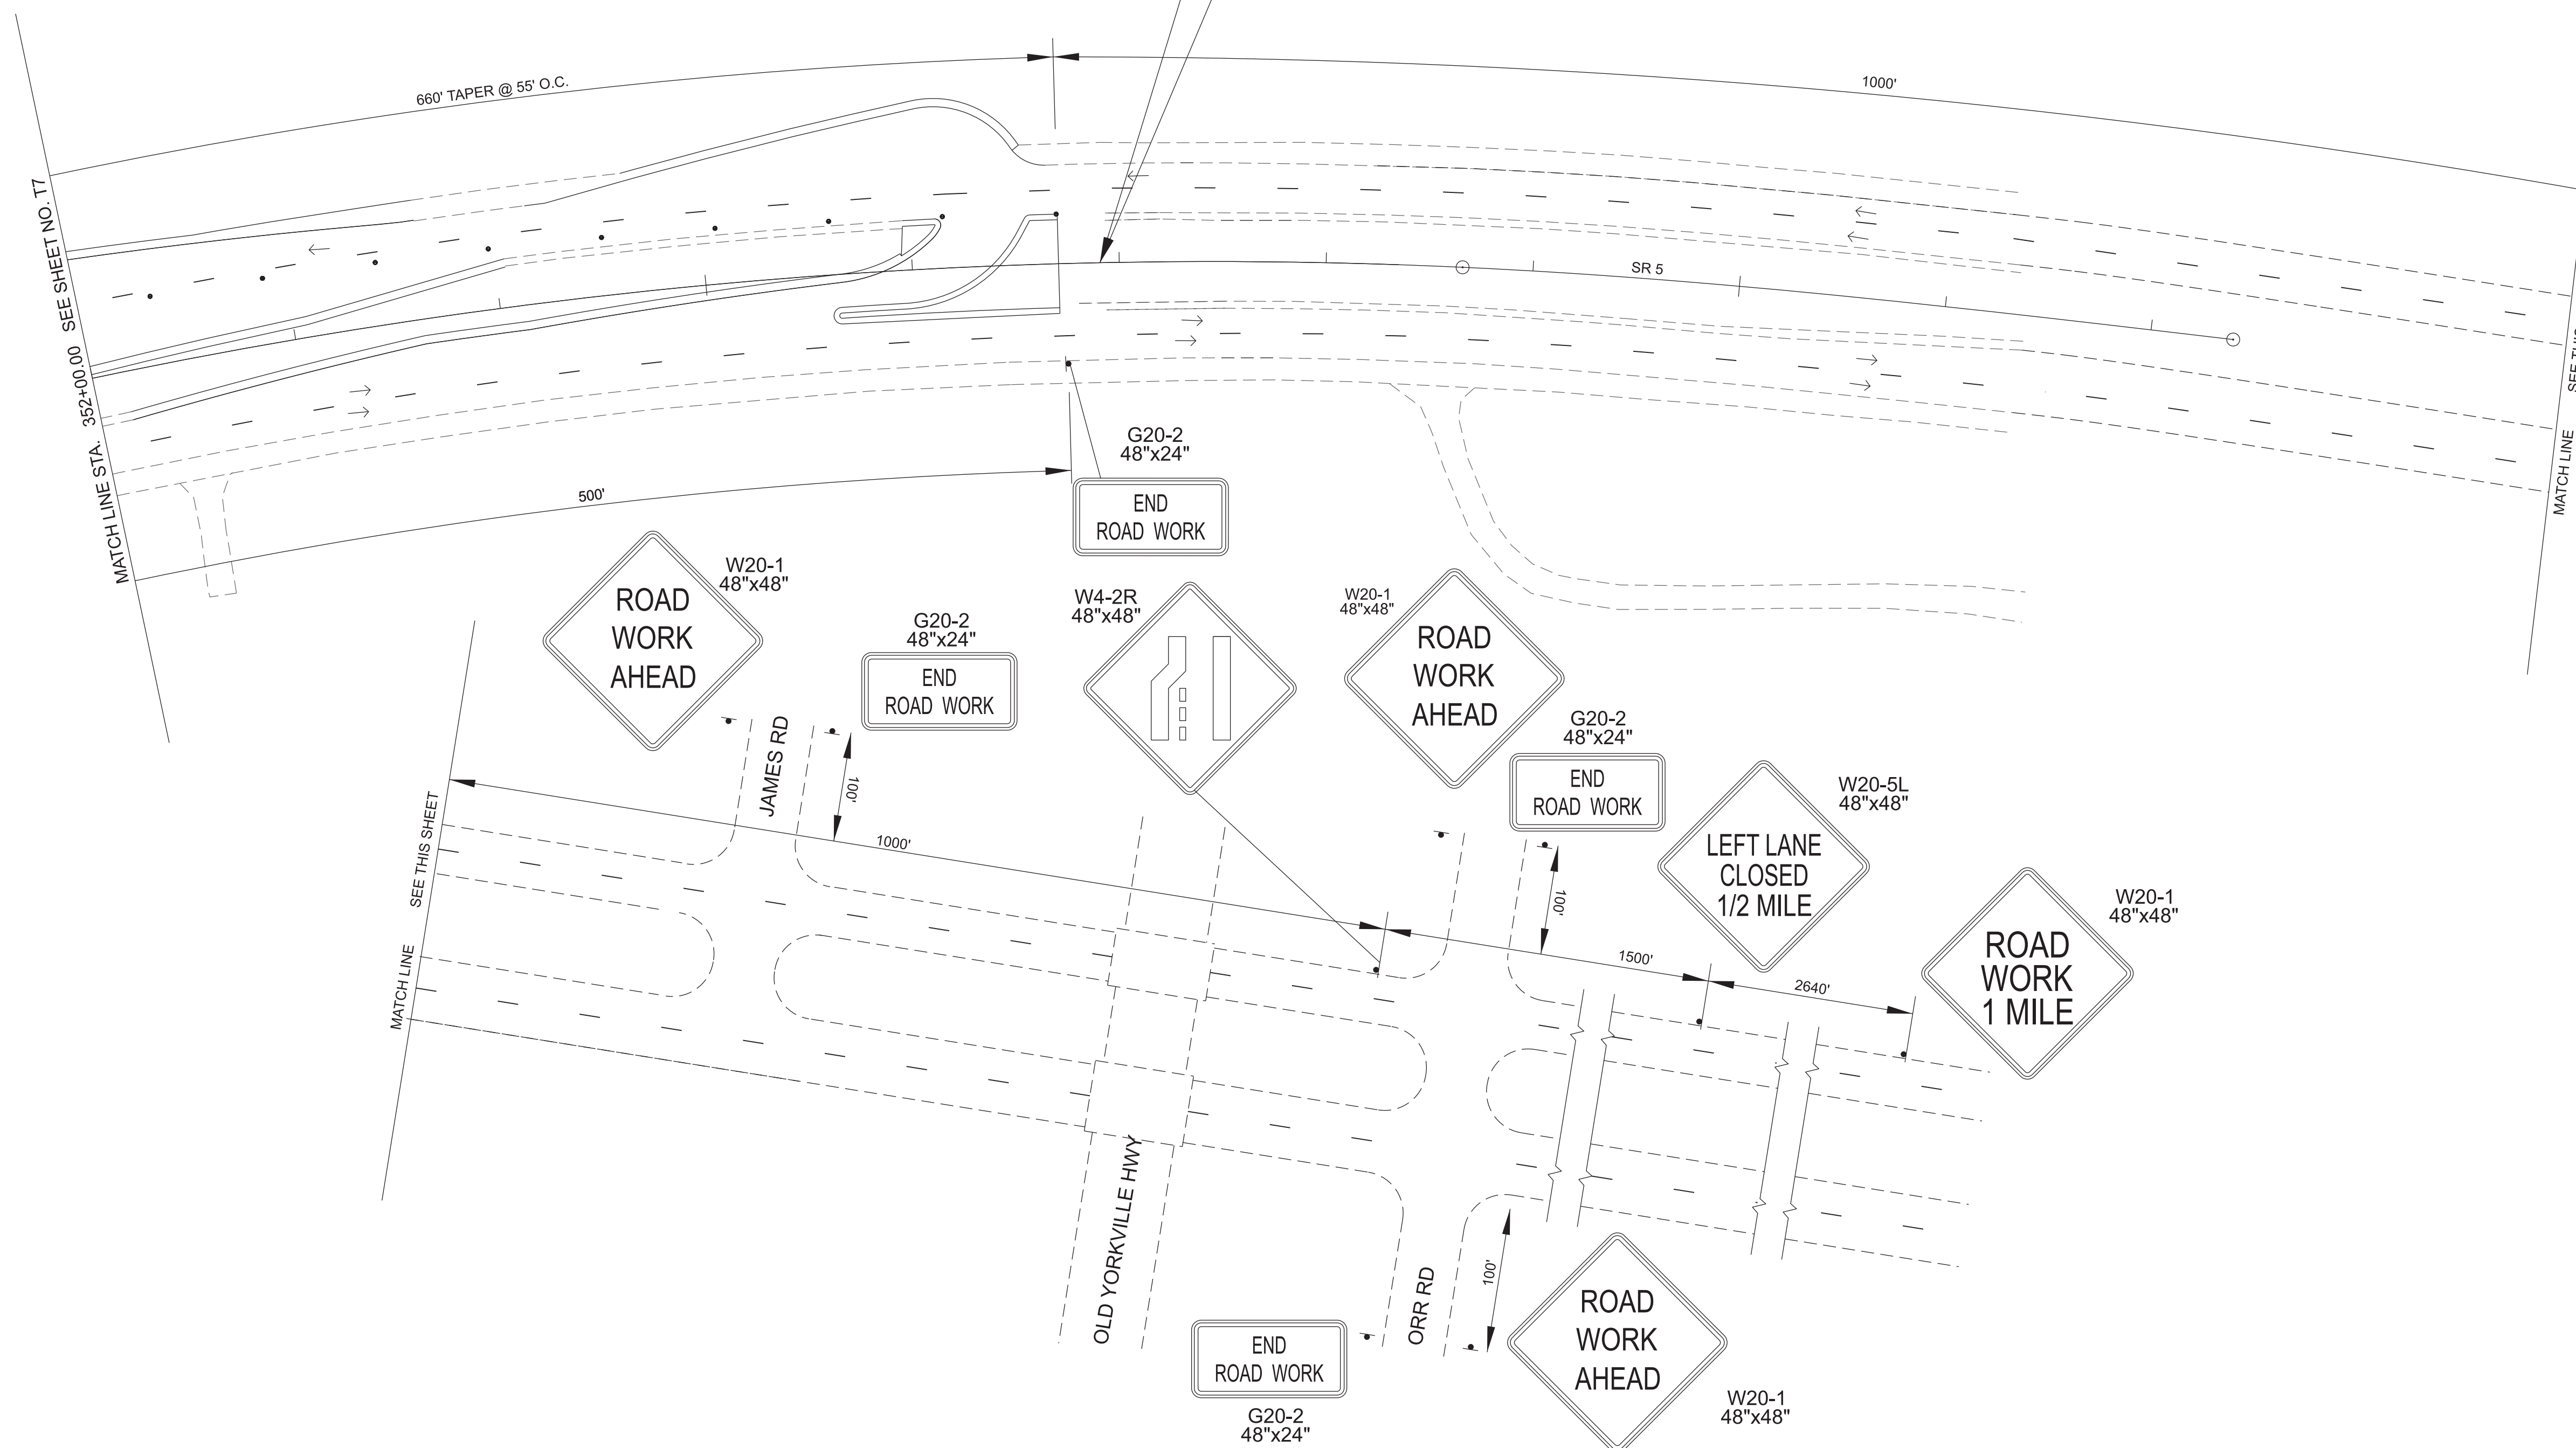 660' TAPER @ 55' O.C.
1000'
MATCH LINE STA. 352+00.00 SEE SHEET NO. T7
SR 5
MATCH LINE
500'
G20-2
48"x24"
END
ROAD WORK
W20-1
48"x48"
ROAD
WORK
AHEAD
G20-2
48"x24"
END
ROAD WORK
W4-2R
48"x48"
W20-1
48"x48"
ROAD
WORK
AHEAD
G20-2
48"x24"
END
ROAD WORK
W20-5L
48"x48"
LEFT LANE
CLOSED
1/2 MILE
W20-1
48"x48"
ROAD
WORK
1 MILE
JAMES RD
100'
1000'
100'
1500'
2640'
MATCH LINE SEE THIS SHEET
OLD YORKVILLE HWY
ORR RD
100'
END
ROAD WORK
G20-2
48"x24"
ROAD
WORK
AHEAD
W20-1
48"x48"